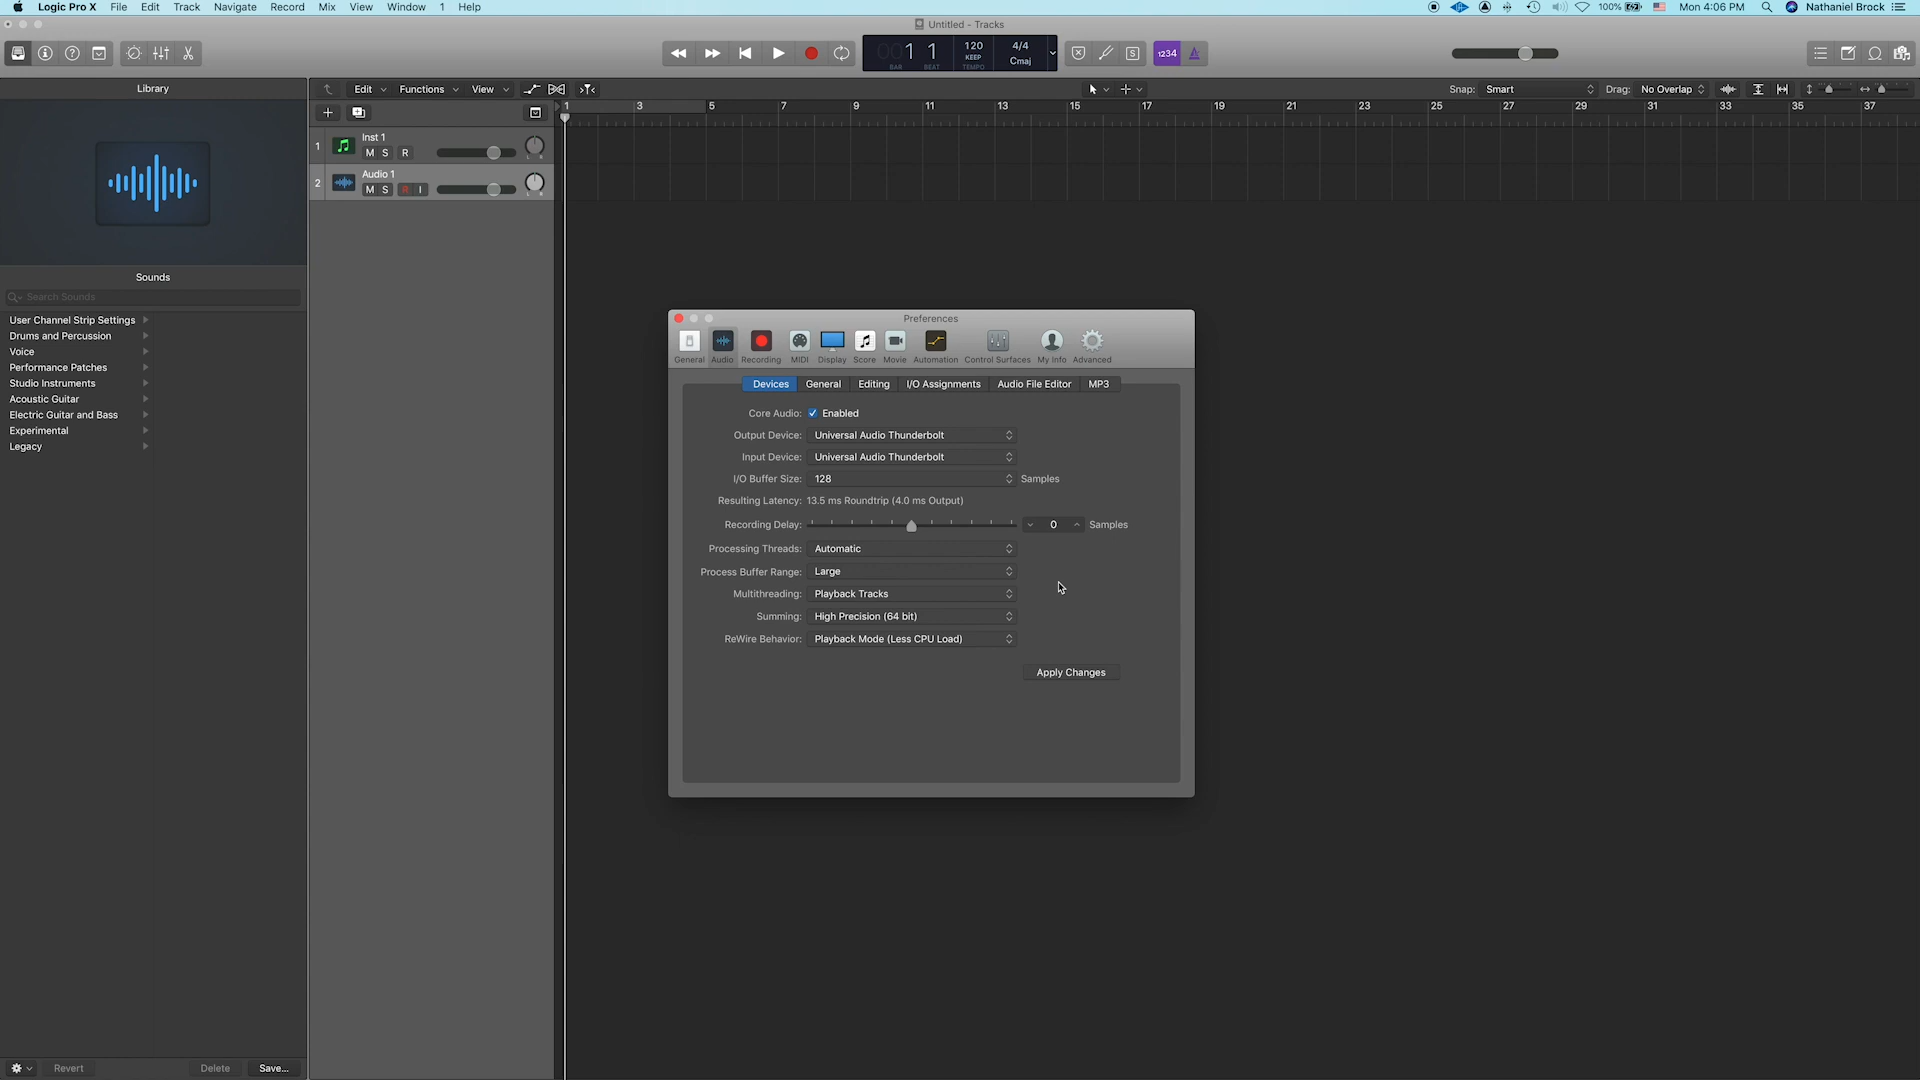 Logic Pro X File Edit Track Navigate Record Mix View Window 1 Help
100% Mon 4:06 PM Nathaniel Brock
Untitled - Tracks
001 1 120 4/4
KEEP Cmaj
BAR BEAT TEMPO
1234
S
Library
Edit Functions View
Snap: Smart Drag: No Overlap
1 3 5 7 9 11 13 15 17 19 21 23 25 27 29 31 33 35 37
1 Inst 1
M S R
L R
2 Audio 1
M S R I
L R
Sounds
Search Sounds
User Channel Strip Settings
Drums and Percussion
Voice
Performance Patches
Studio Instruments
Acoustic Guitar
Electric Guitar and Bass
Experimental
Legacy
Preferences
General Audio Recording MIDI Display Score Movie Automation Control Surfaces My Info Advanced
Devices General Editing I/O Assignments Audio File Editor MP3
Core Audio: Enabled
Output Device: Universal Audio Thunderbolt
Input Device: Universal Audio Thunderbolt
I/O Buffer Size: 128 Samples
Resulting Latency: 13.5 ms Roundtrip (4.0 ms Output)
Recording Delay: 0 Samples
Processing Threads: Automatic
Process Buffer Range: Large
Multithreading: Playback Tracks
Summing: High Precision (64 bit)
ReWire Behavior: Playback Mode (Less CPU Load)
Apply Changes
Revert Delete Save...